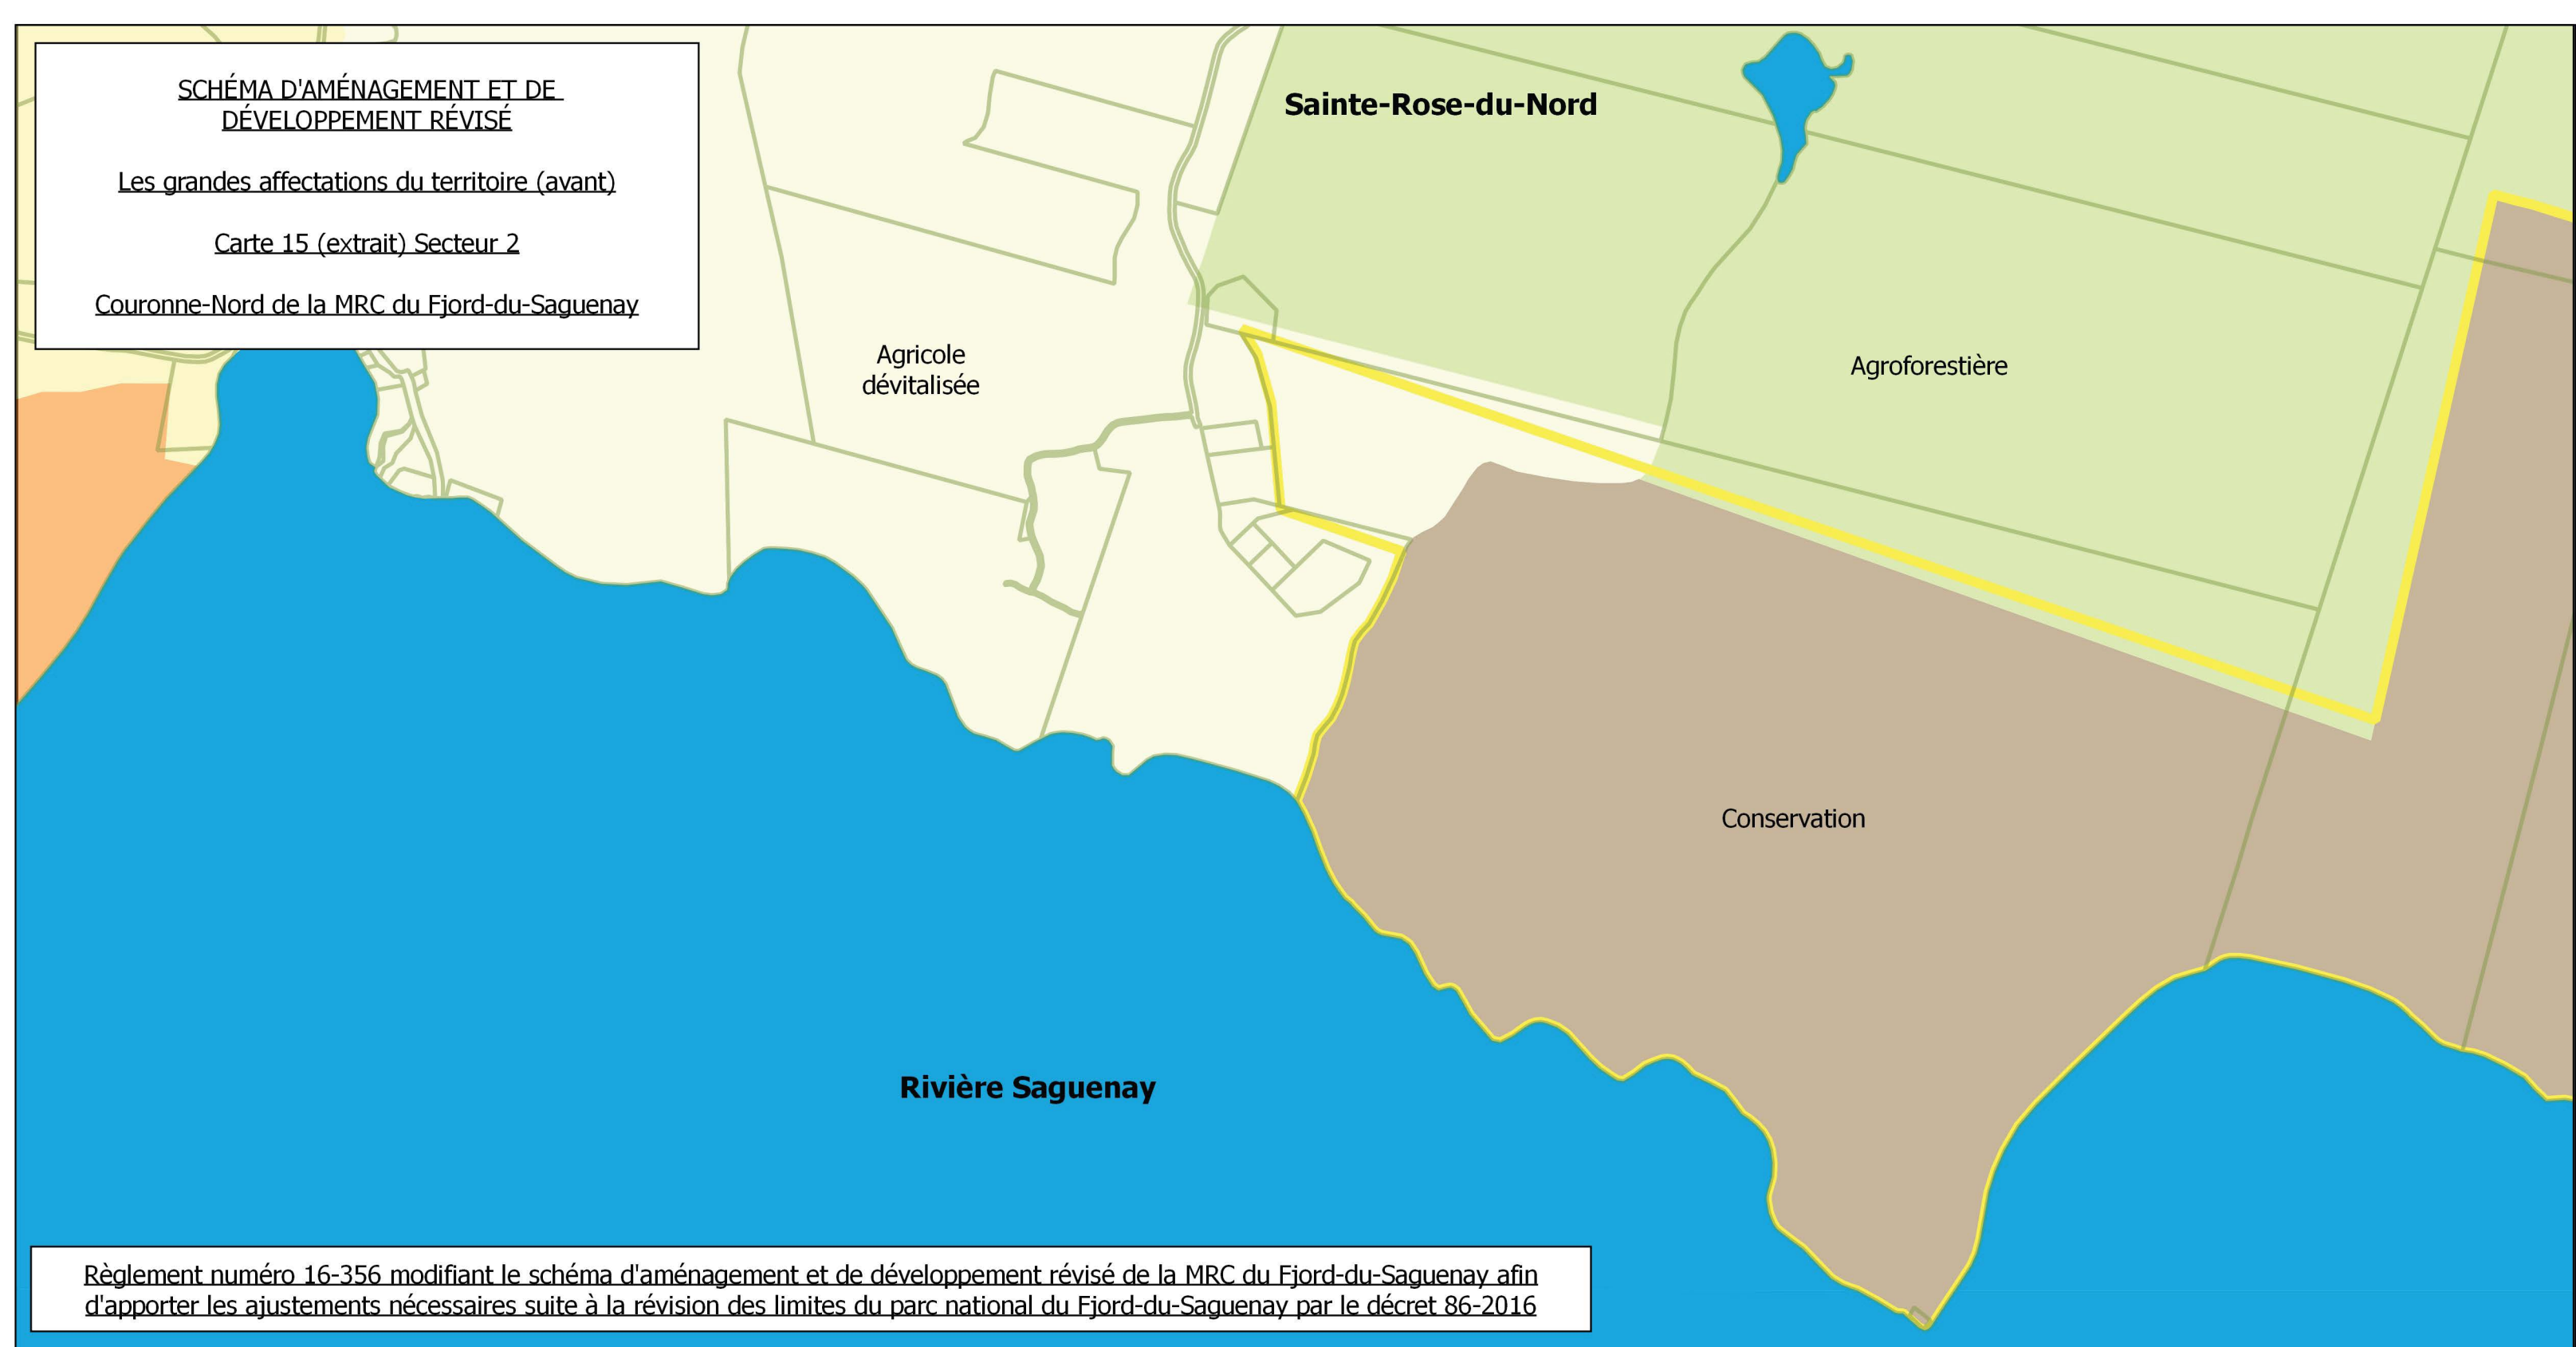 SCHÉMA D'AMÉNAGEMENT ET DE
DÉVELOPPEMENT RÉVISÉ
Les grandes affectations du territoire (avant)
Carte 15 (extrait) Secteur 2
Couronne-Nord de la MRC du Fjord-du-Saguenay
Sainte-Rose-du-Nord
Agricole
dévitalisée
Agroforestière
Conservation
Rivière Saguenay
Règlement numéro 16-356 modifiant le schéma d'aménagement et de développement révisé de la MRC du Fjord-du-Saguenay afin
d'apporter les ajustements nécessaires suite à la révision des limites du parc national du Fjord-du-Saguenay par le décret 86-2016